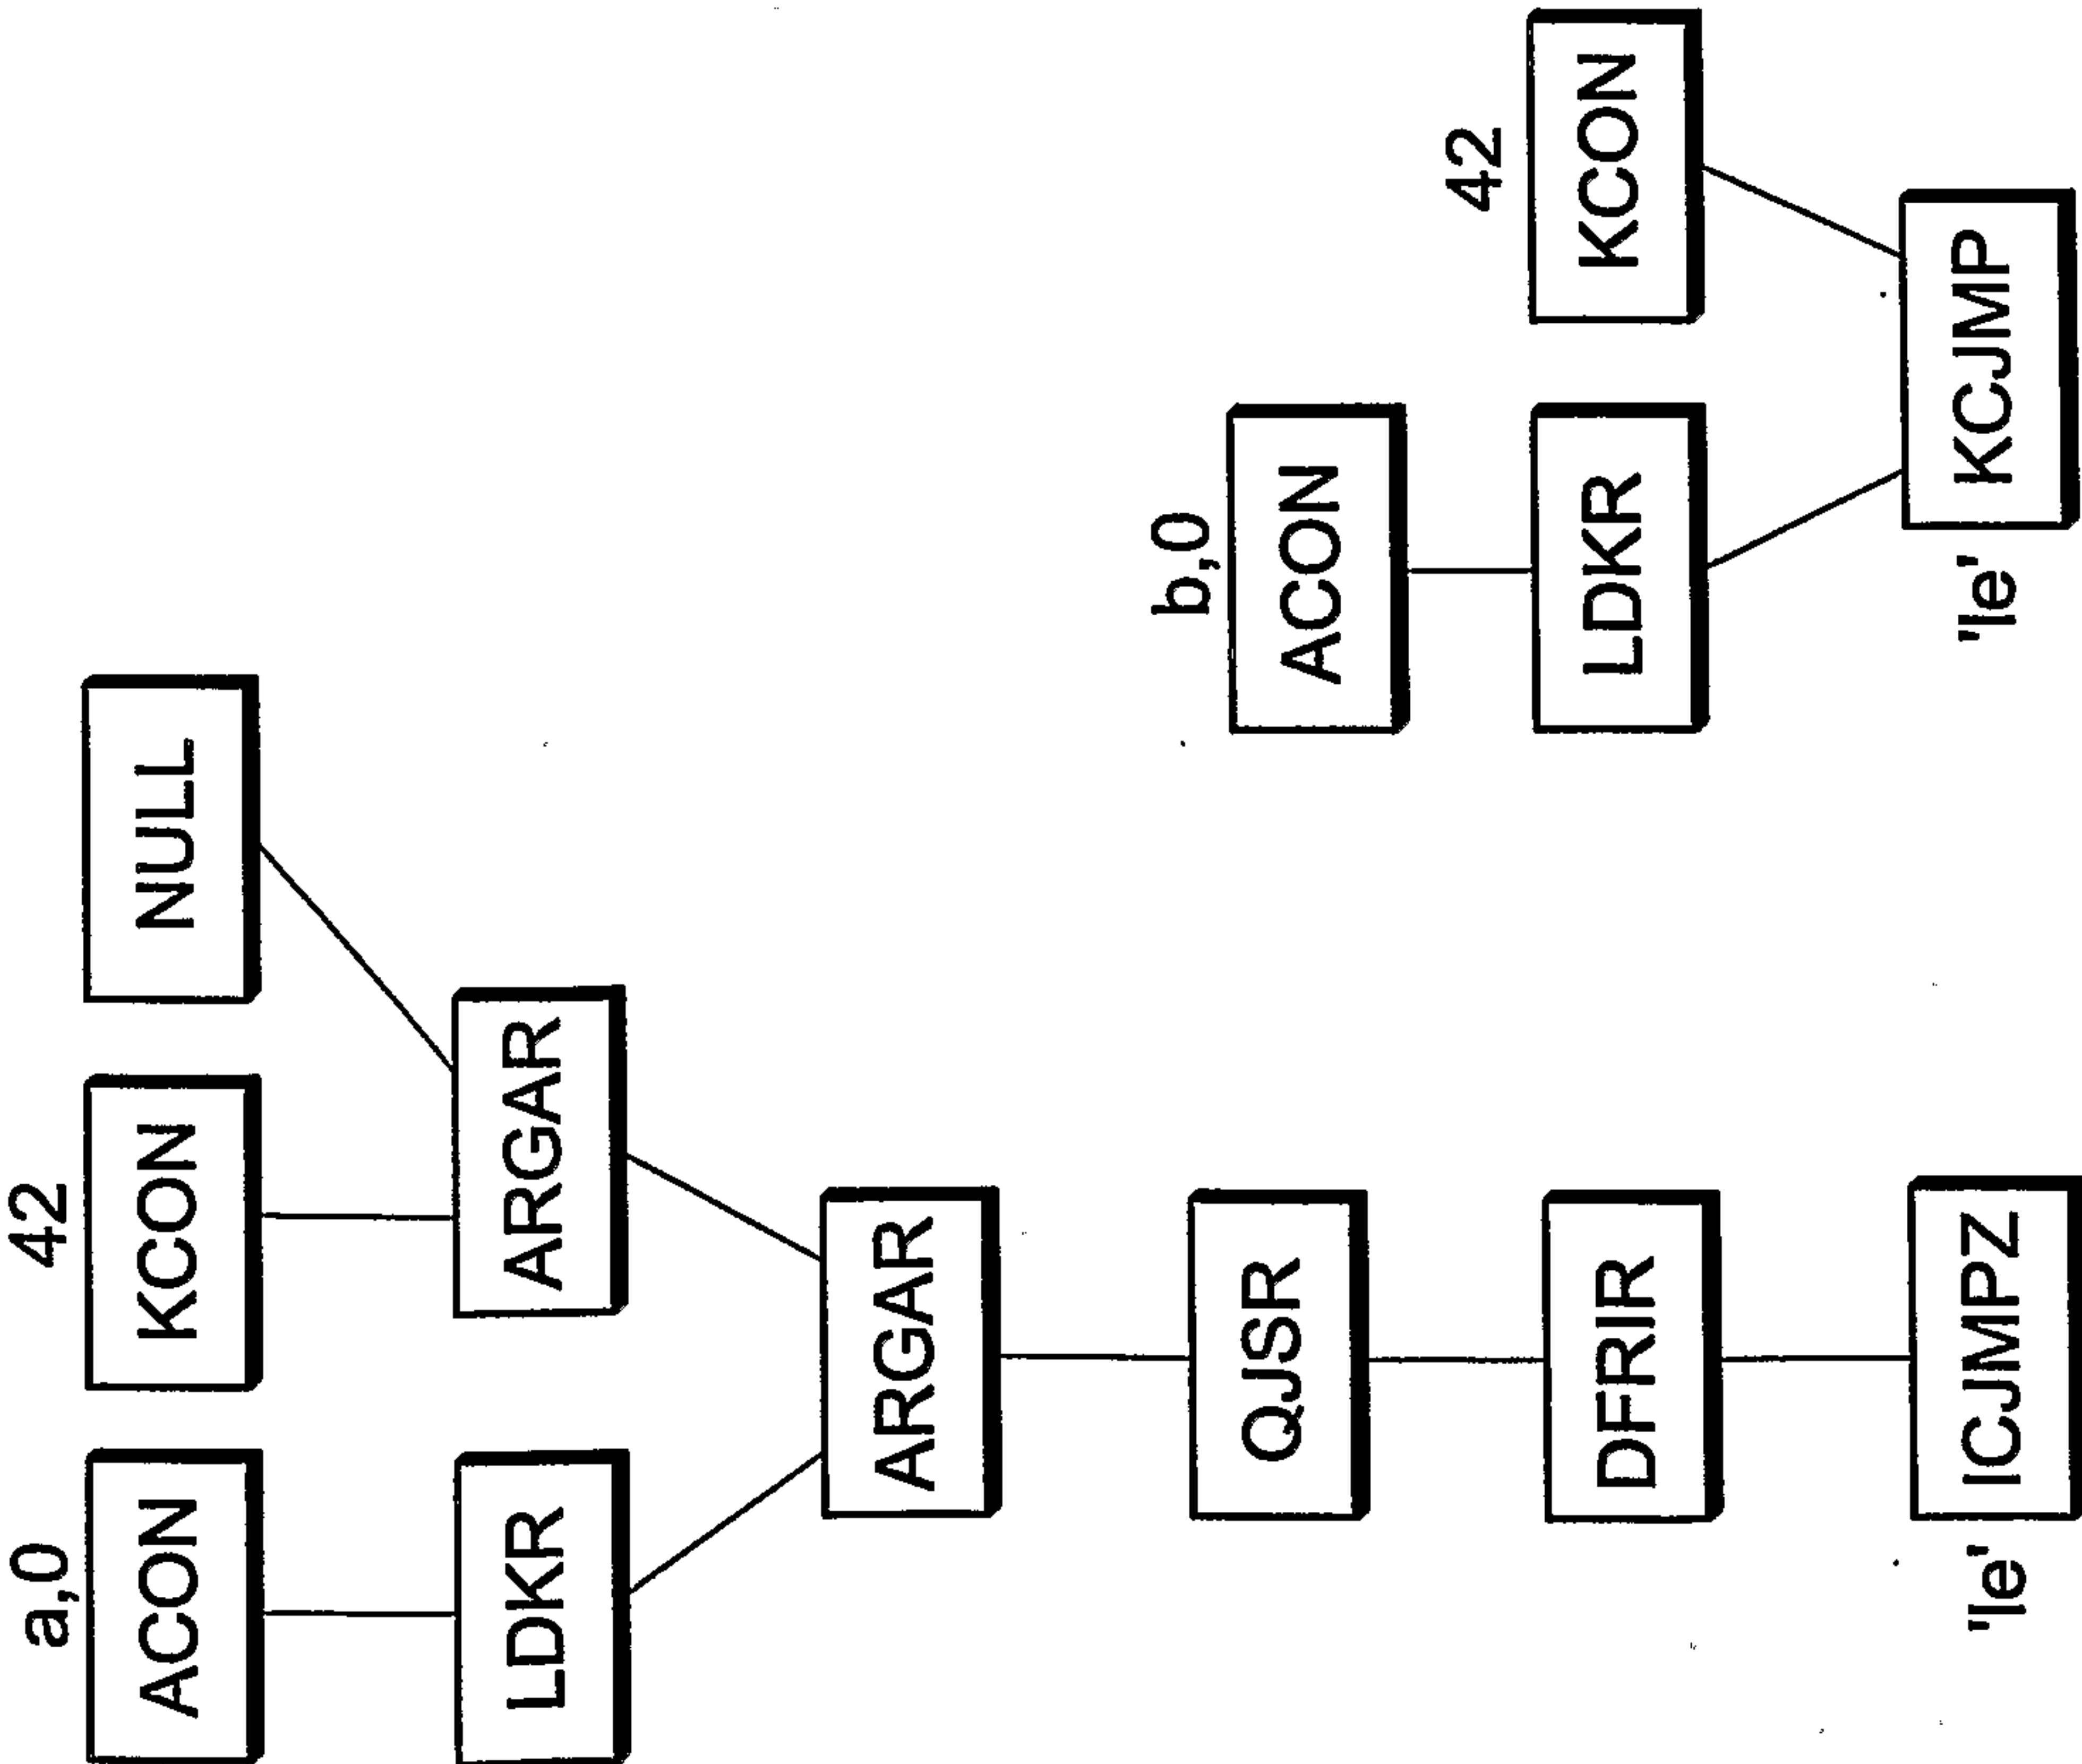 a,0 42
ACON KCON NULL
LDKR ARGAR
ARGAR
b,0
QJSR ACON
42
DFRIR LDKR KCON
'le' ICJMPZ 'le' KCJMP